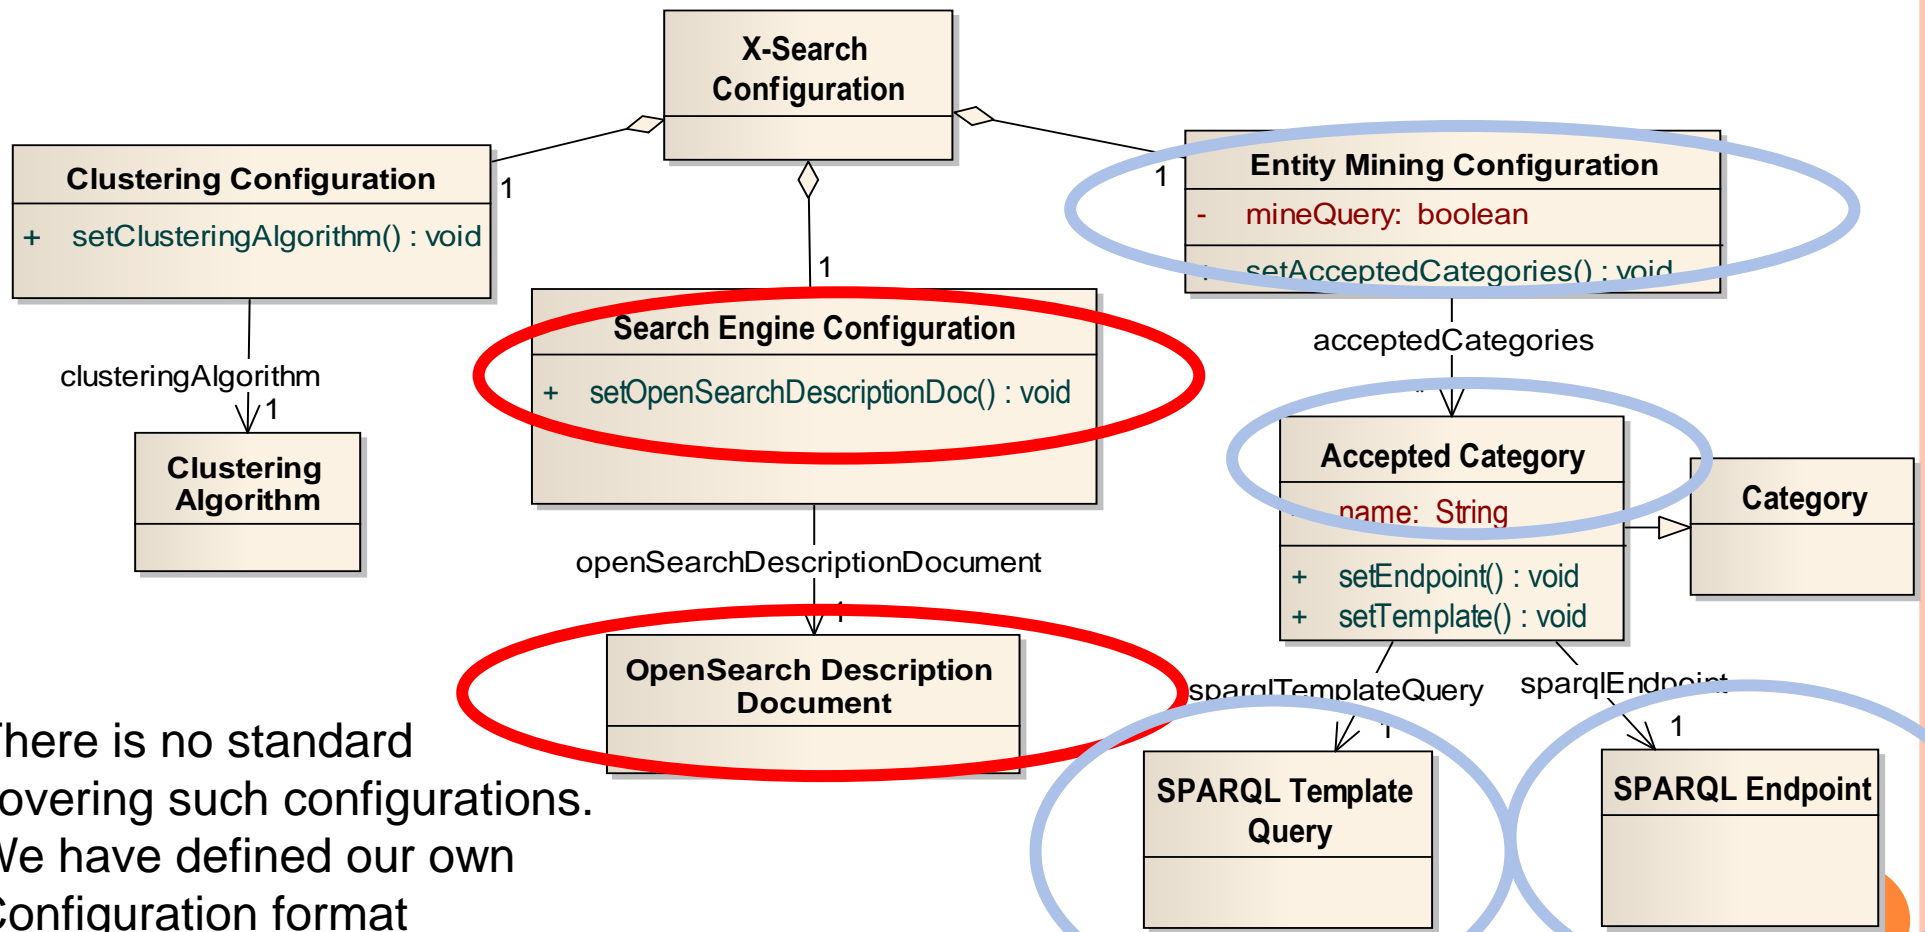 X-Search
Configuration
Clustering Configuration
+ setClusteringAlgorithm() : void
1
1
Entity Mining Configuration
- mineQuery: boolean
setAcceptedCategories() : void
1
Search Engine Configuration
+ setOpenSearchDescriptionDoc() : void
acceptedCategories
clusteringAlgorithm
1
Clustering
Algorithm
Accepted Category
name: String
+ setEndpoint() : void
+ setTemplate() : void
Category
openSearchDescriptionDocument
1
OpenSearch Description
Document
sparqlTemplateQuery
sparqlEndpoint
1
1
SPARQL Template
Query
SPARQL Endpoint
here is no standard
overing such configurations.
We have defined our own
Configuration format